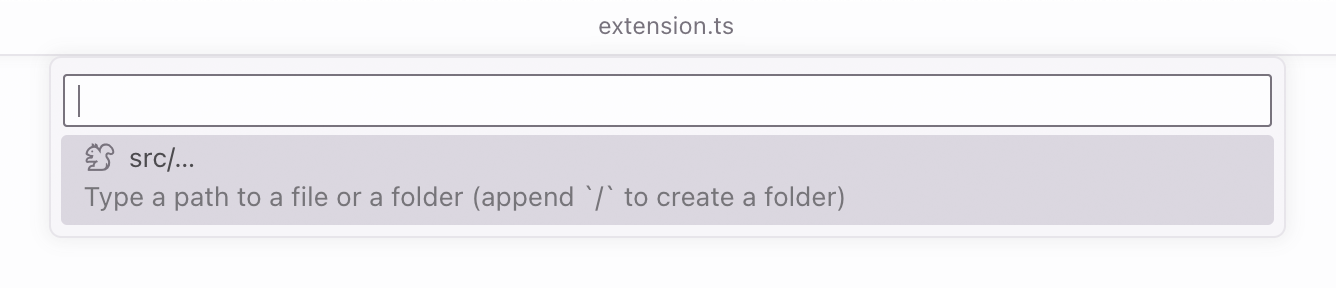 extension.ts
src/...
Type a path to a file or a folder (append `/` to create a folder)